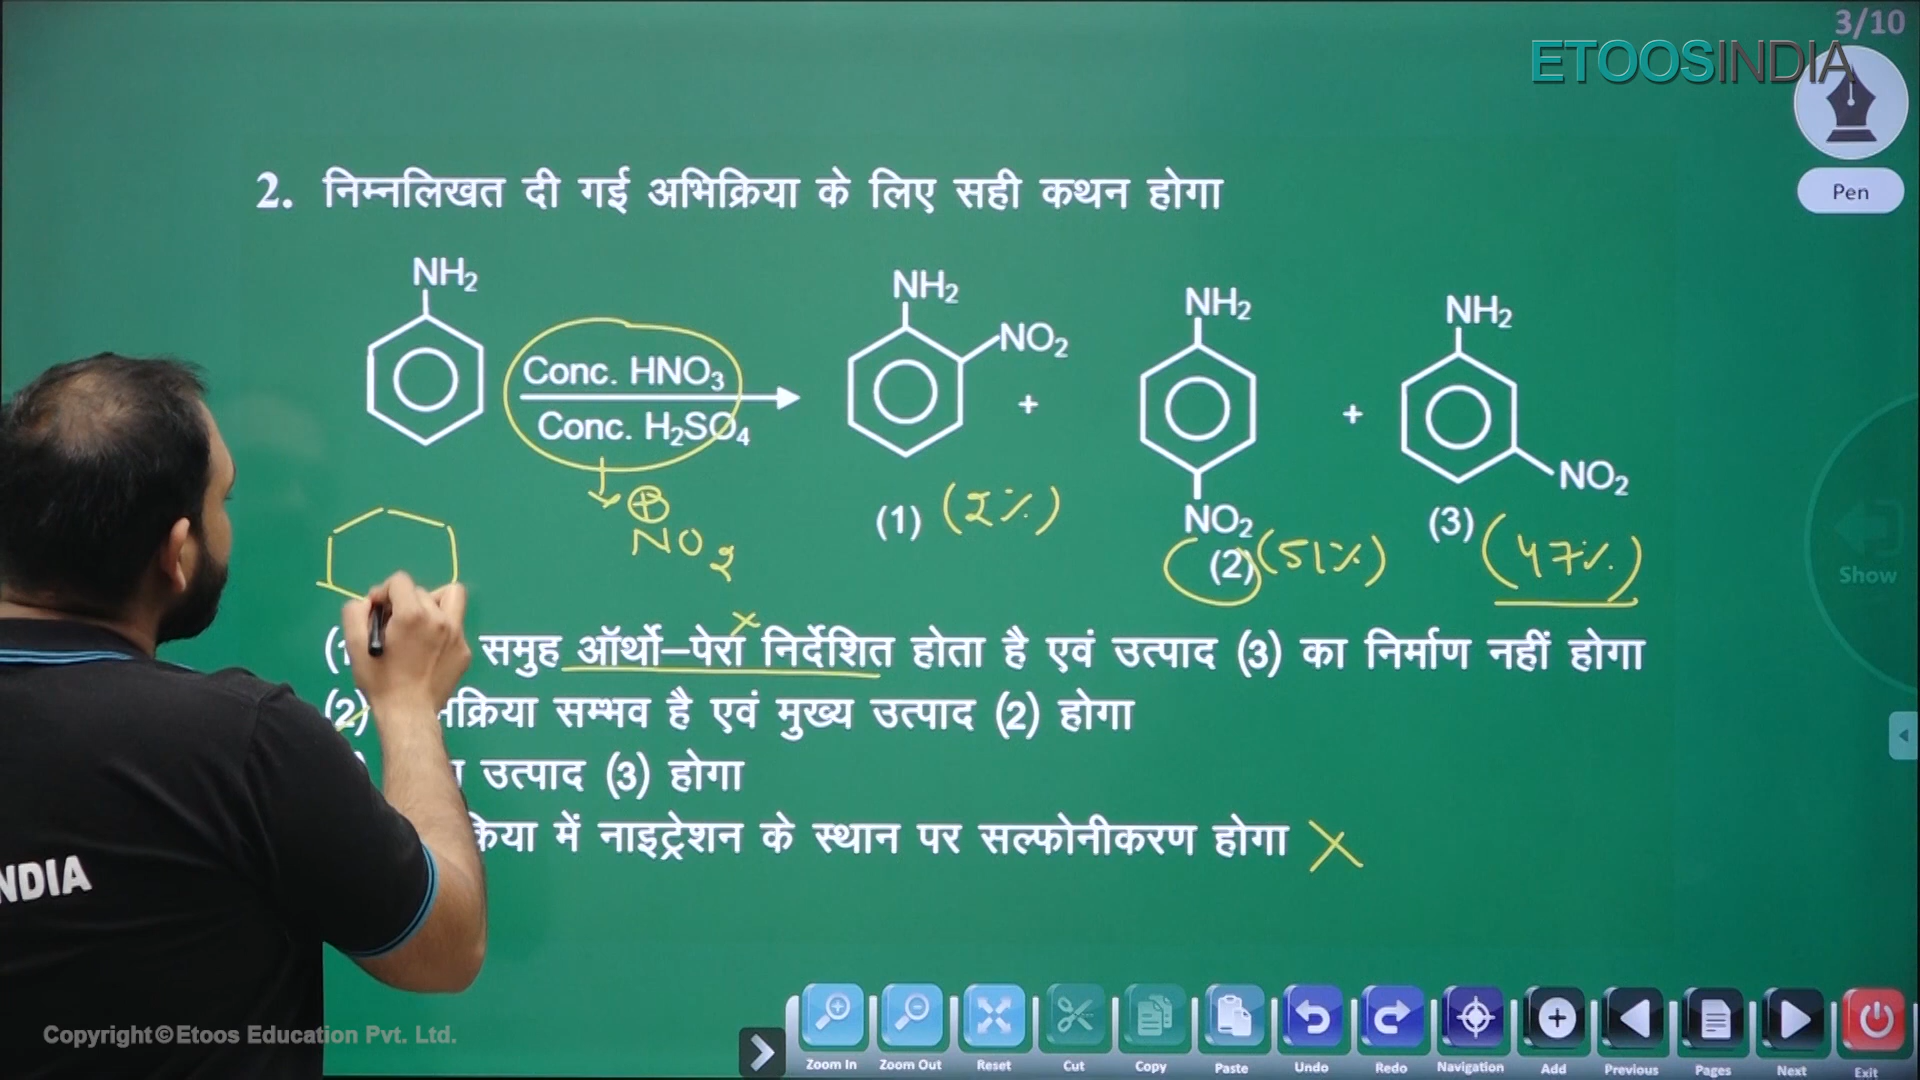 3/10
ETOOSINDIA
Pen
2. निम्नलिखत दी गई अभिक्रिया के लिए सही कथन होगा
NH2
Conc. HNO3
Conc. H2SO4
NH2
NO2
+
NH2
NO2
+
NH2
NO2
⊕
NO2
(1) (2%)
(2) (51%)
(3) (47%)
Show
समुह ऑर्थो–पेरा निर्देशित होता है एवं उत्पाद (3) का निर्माण नहीं होगा
(2) सम्भव है एवं मुख्य उत्पाद (2) होगा
उत्पाद (3) होगा
में नाइट्रेशन के स्थान पर सल्फोनीकरण होगा
NDIA
Copyright © Etoos Education Pvt. Ltd.
Zoom In Zoom Out Reset Cut Copy Paste Undo Redo Navigation Add Previous Pages Next Exit